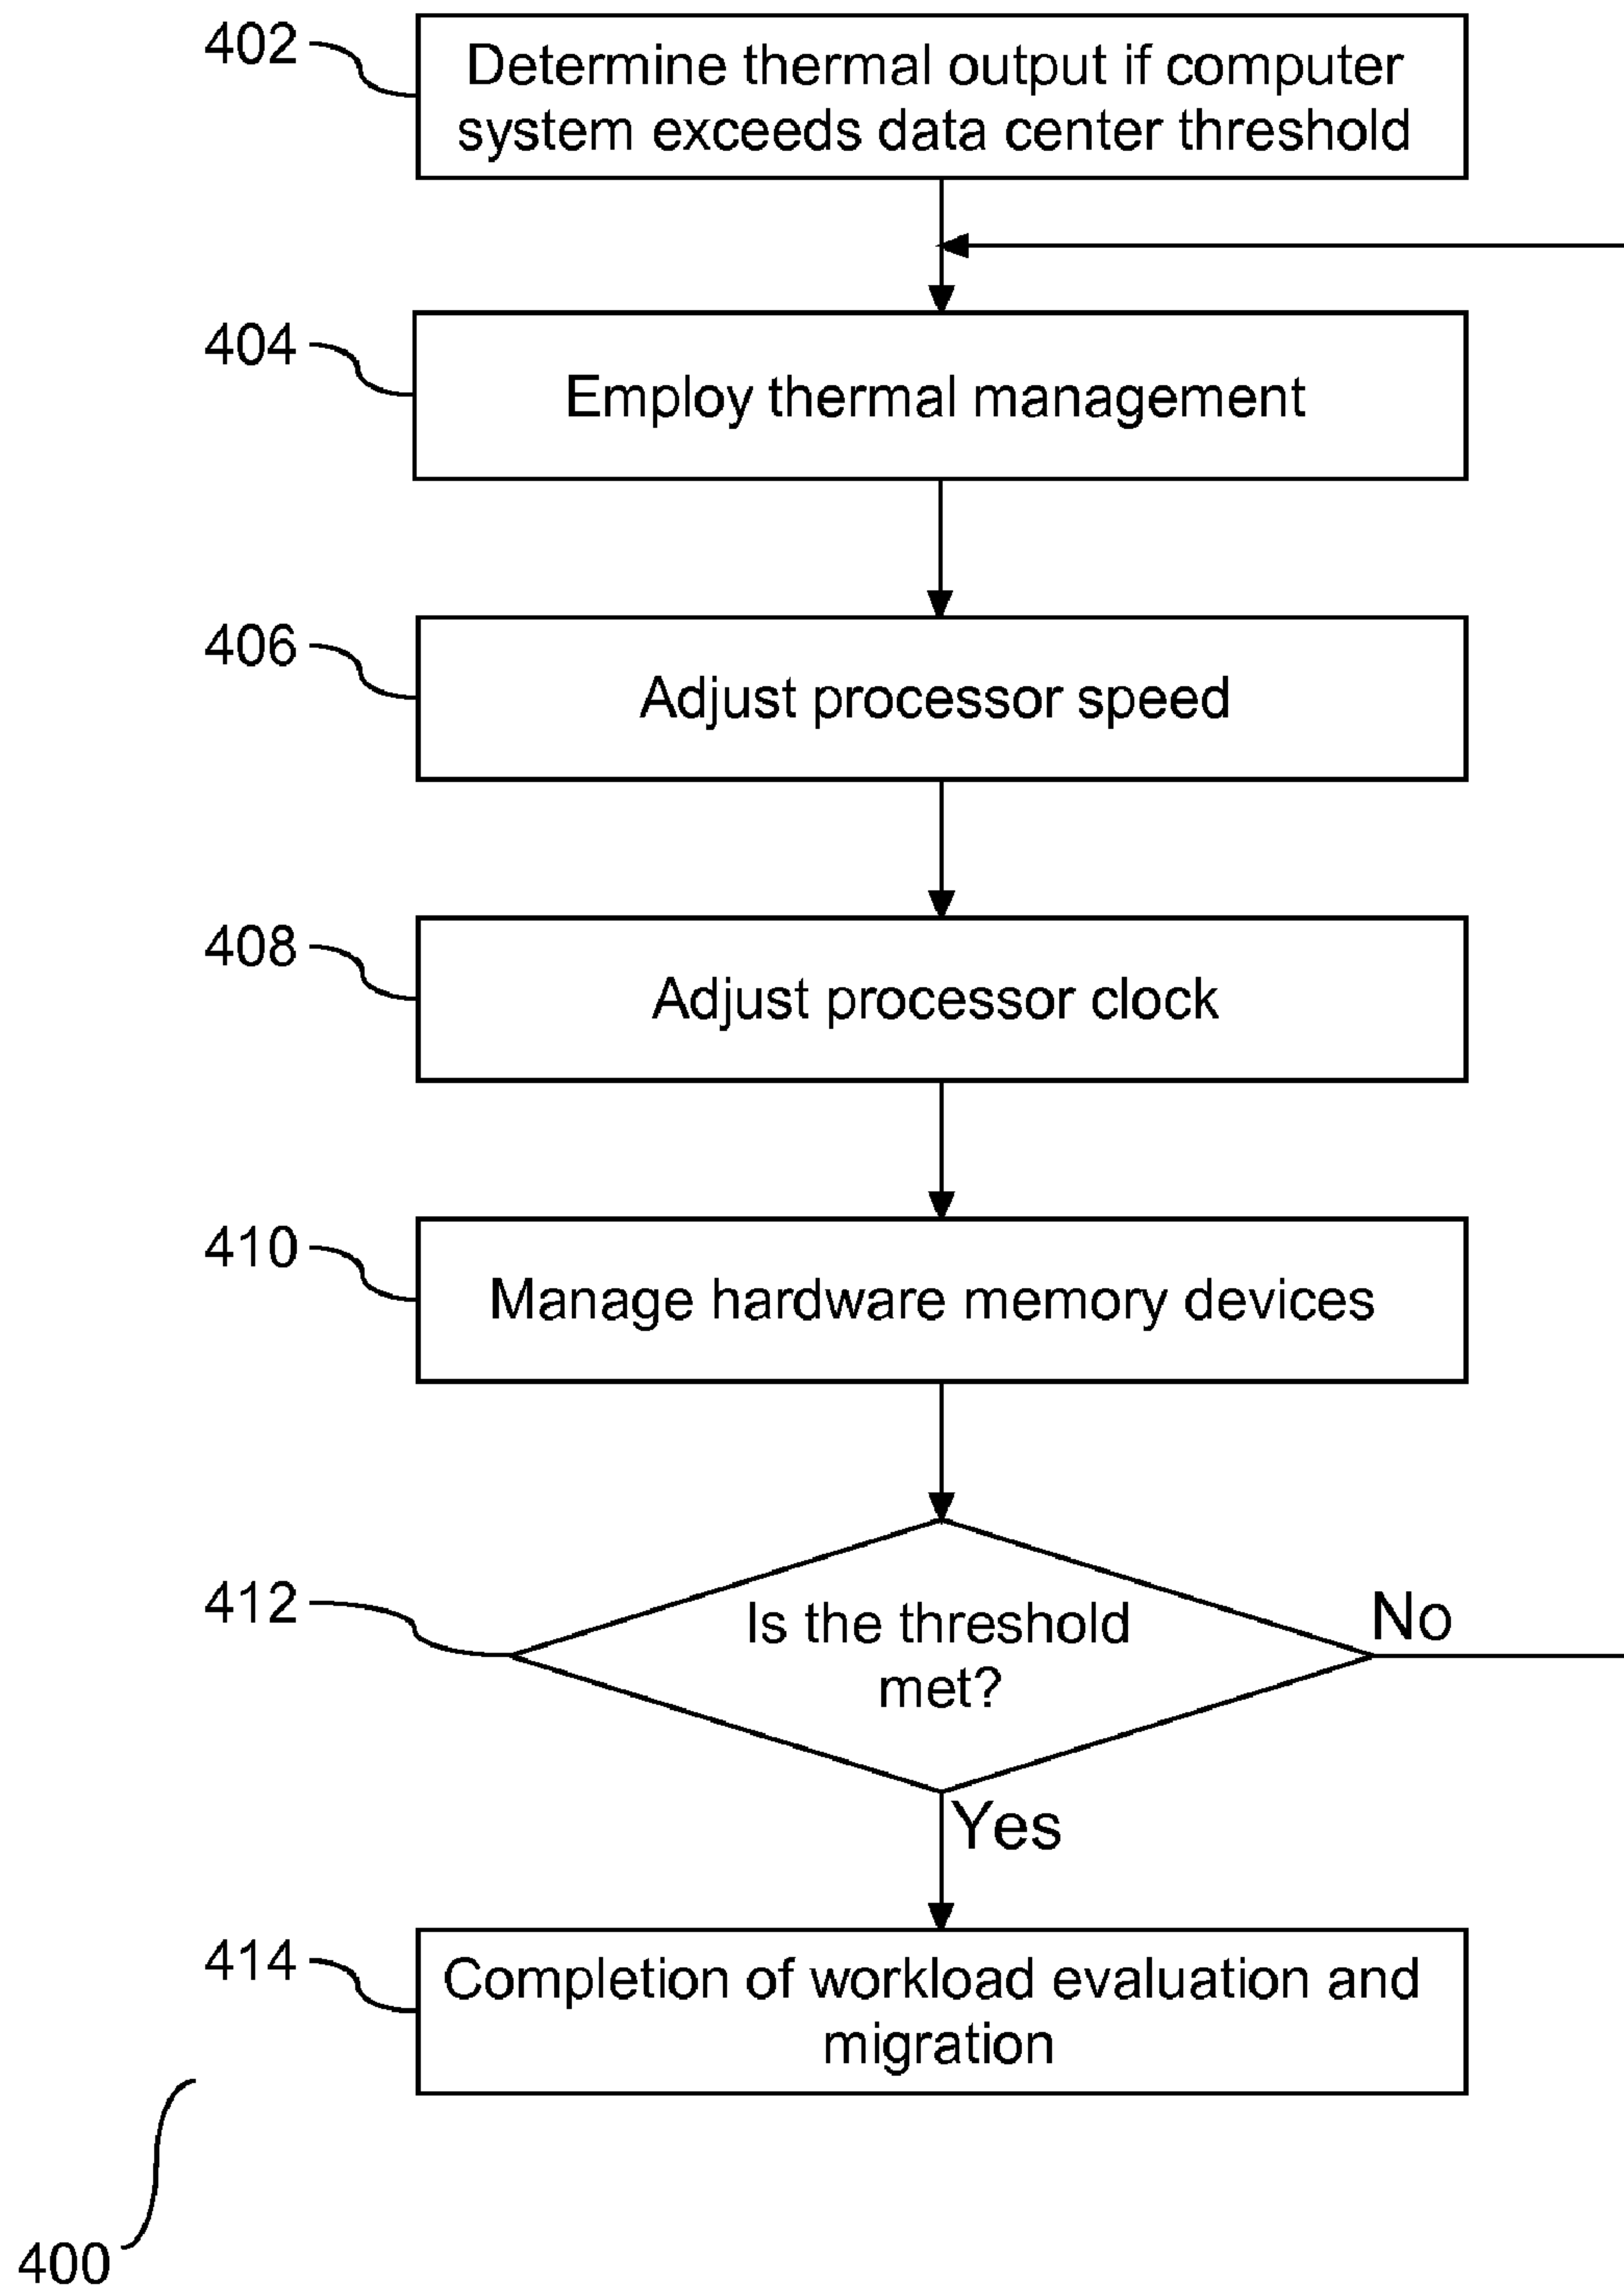 402
Determine thermal output if computer
system exceeds data center threshold
404
Employ thermal management
406
Adjust processor speed
408
Adjust processor clock
410
Manage hardware memory devices
412
Is the threshold
met?
No
Yes
414
Completion of workload evaluation and
migration
400